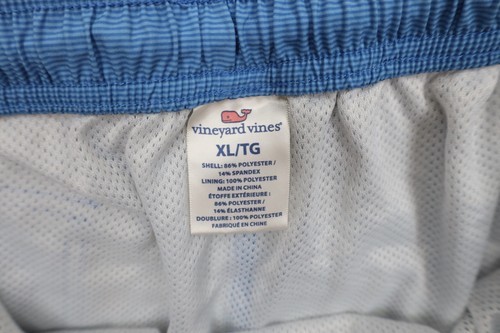 vineyard vines®
XL/TG
SHELL: 86% POLYESTER /
14% SPANDEX
LINING: 100% POLYESTER
MADE IN CHINA
ÉTOFFE EXTÉRIEURE :
86% POLYESTER /
14% ÉLASTHANNE
DOUBLURE : 100% POLYESTER
FABRIQUÉ EN CHINE